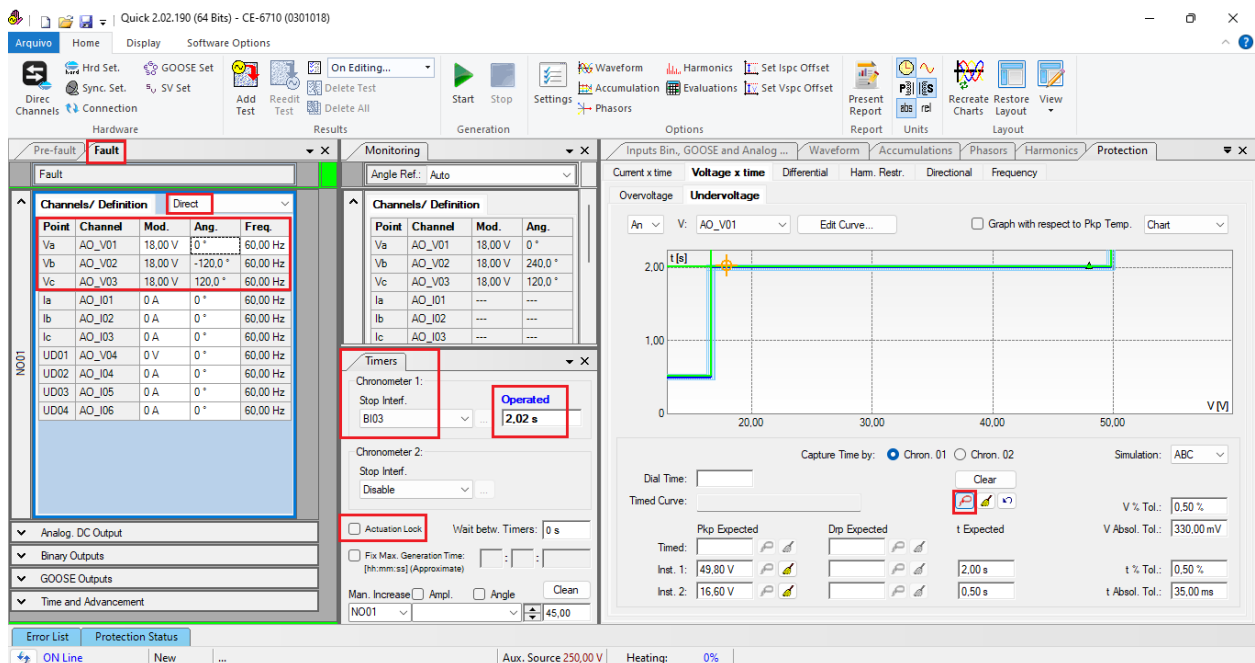 Quick 2.02.190 (64 Bits) - CE-6710 (0301018)
Arquivo Home Display Software Options
Direc Channels
Hrd Set.
Sync. Set.
Connection
GOOSE Set
SV Set
Hardware
Add Test
Reedit Test
On Editing...
Delete Test
Delete All
Results
Start
Stop
Generation
Settings
Waveform
Accumulation
Phasors
Harmonics
Evaluations
Set Ispc Offset
Set Vspc Offset
Options
Present Report
Report
abs rel
Units
Recreate Charts
Restore Layout
View
Layout
Pre-fault Fault
Fault
NO01
Channels/ Definition Direct
Point Channel Mod. Ang. Freq.
Va AO_V01 18,00 V 0 ° 60,00 Hz
Vb AO_V02 18,00 V -120,0 ° 60,00 Hz
Vc AO_V03 18,00 V 120,0 ° 60,00 Hz
Ia AO_I01 0 A 0 ° 60,00 Hz
Ib AO_I02 0 A 0 ° 60,00 Hz
Ic AO_I03 0 A 0 ° 60,00 Hz
UD01 AO_V04 0 V 0 ° 60,00 Hz
UD02 AO_I04 0 A 0 ° 60,00 Hz
UD03 AO_I05 0 A 0 ° 60,00 Hz
UD04 AO_I06 0 A 0 ° 60,00 Hz
Analog. DC Output
Binary Outputs
GOOSE Outputs
Time and Advancement
Monitoring
Angle Ref.: Auto
Channels/ Definition
Point Channel Mod. Ang.
Va AO_V01 18,00 V 0 °
Vb AO_V02 18,00 V 240,0 °
Vc AO_V03 18,00 V 120,0 °
Ia AO_I01 --- ---
Ib AO_I02 --- ---
Ic AO_I03 --- ---
Timers
Chronometer 1:
Stop Interf. Operated
BI03 ... 2,02 s
Chronometer 2:
Stop Interf.
Disable ...
Actuation Lock Wait betw. Timers: 0 s
Fix Max. Generation Time: : :
[hh:mm:ss] (Approximate)
Man. Increase Ampl. Angle Clean
NO01 45,00
Inputs Bin., GOOSE and Analog ... Waveform Accumulations Phasors Harmonics Protection
Current x time Voltage x time Differential Harm. Restr. Directional Frequency
Overvoltage Undervoltage
An V: AO_V01 Edit Curve... Graph with respect to Pkp Temp. Chart
t [s]
2,00
1,00
0
20,00 30,00 40,00 50,00
V [V]
Capture Time by: Chron. 01 Chron. 02 Simulation: ABC
Dial Time: Clear
Timed Curve: V % Tol.: 0,50 %
Pkp Expected Drp Expected t Expected V Absol. Tol.: 330,00 mV
Timed:
Inst. 1: 49,80 V 2,00 s t % Tol.: 0,50 %
Inst. 2: 16,60 V 0,50 s t Absol. Tol.: 35,00 ms
Error List Protection Status
ON Line New ... Aux. Source 250,00 V Heating: 0%